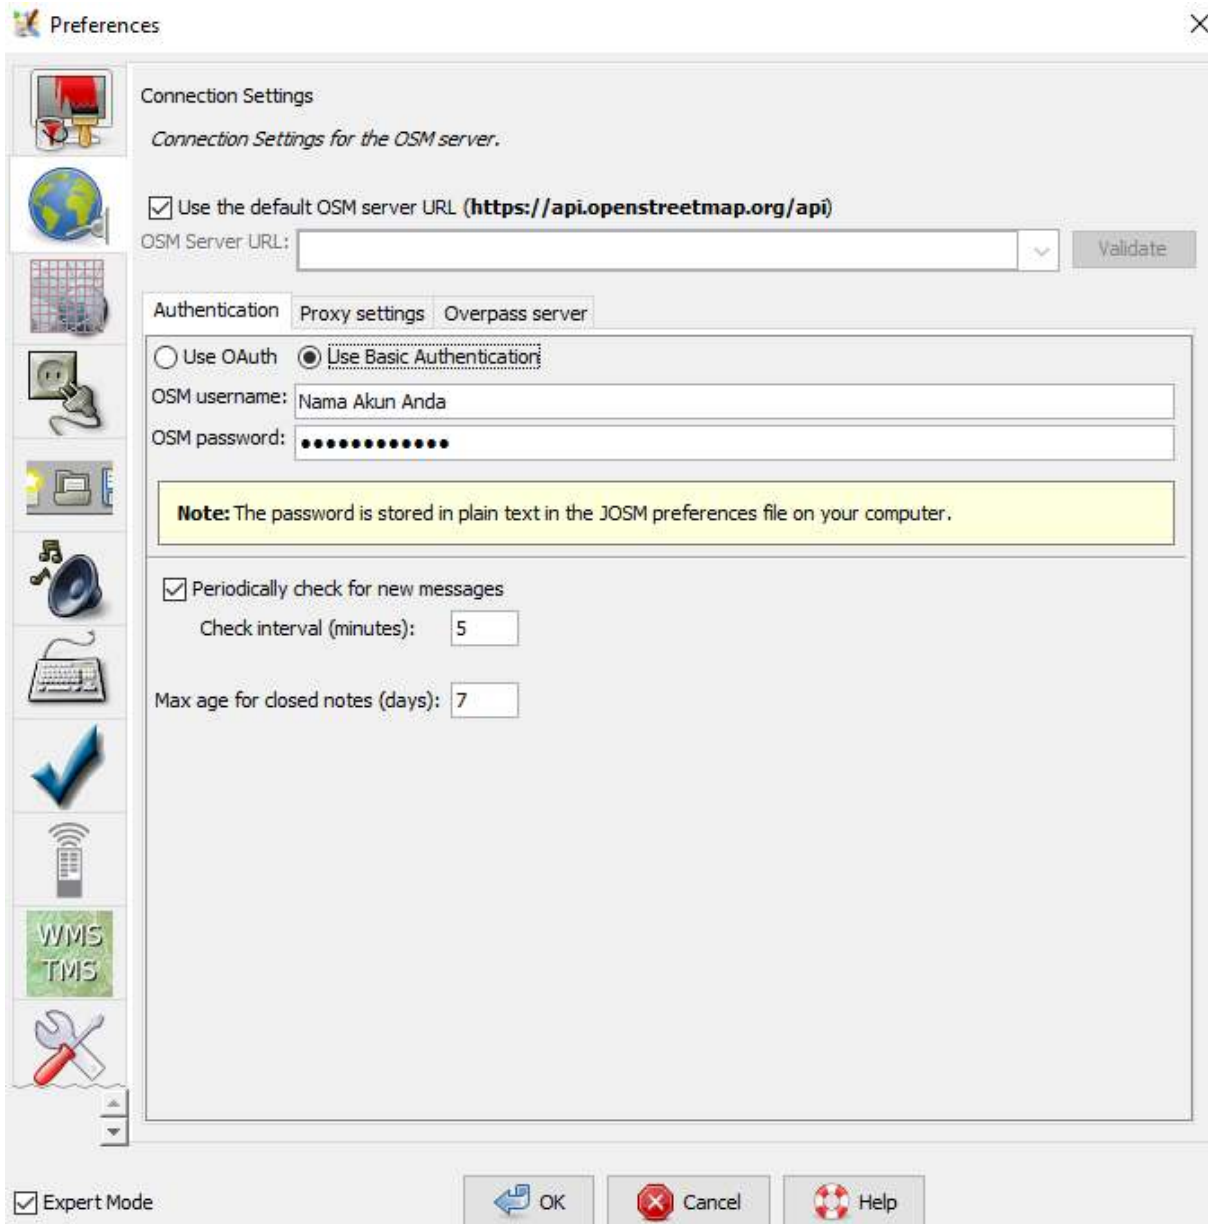 Preferences
Connection Settings
Connection Settings for the OSM server.
Use the default OSM server URL (https://api.openstreetmap.org/api)
OSM Server URL:
Validate
Authentication
Proxy settings
Overpass server
Use OAuth
Use Basic Authentication
OSM username: Nama Akun Anda
OSM password: ●●●●●●●●●●●●
Note: The password is stored in plain text in the JOSM preferences file on your computer.
Periodically check for new messages
Check interval (minutes): 5
Max age for closed notes (days): 7
WMS
TMS
Expert Mode
OK
Cancel
Help